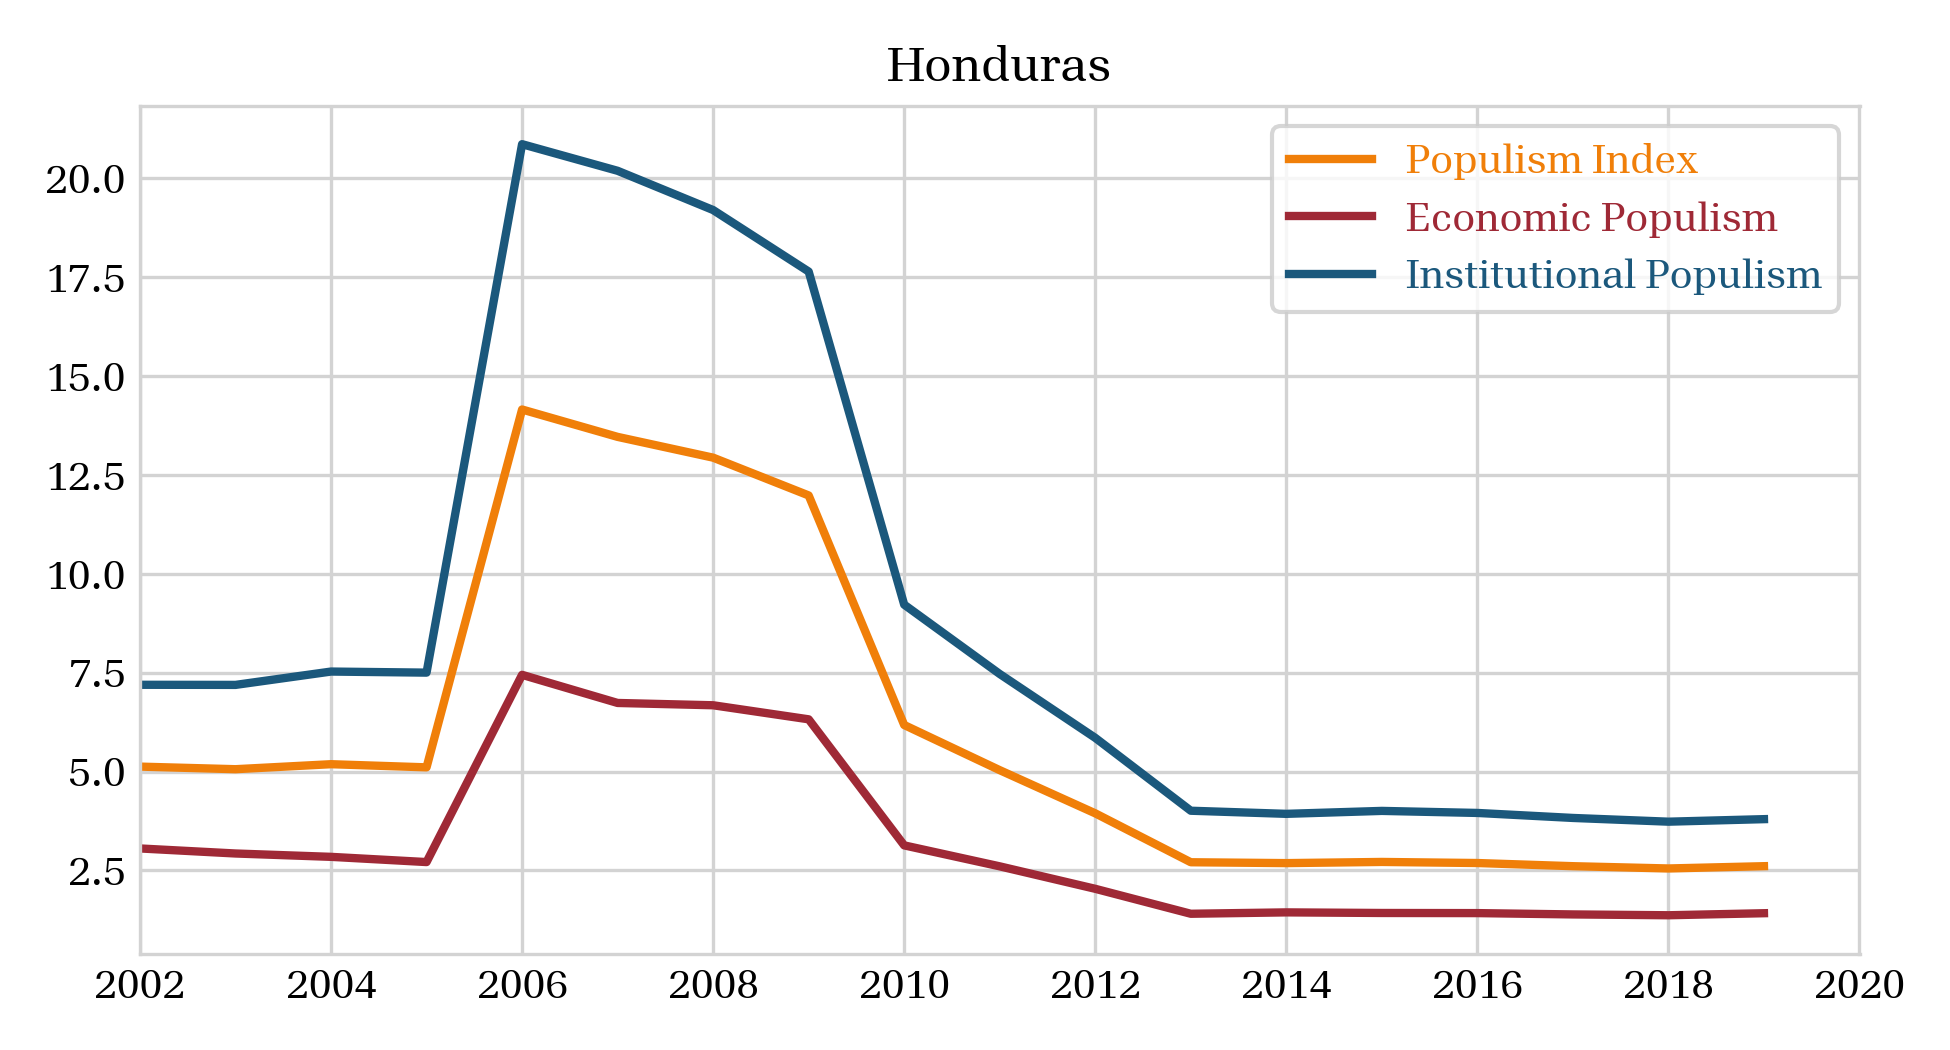 Honduras
20.0
17.5
15.0
12.5
10.0
7.5
5.0
2.5
Populism Index
Economic Populism
Institutional Populism
2002 2004 2006 2008 2010 2012 2014 2016 2018 2020